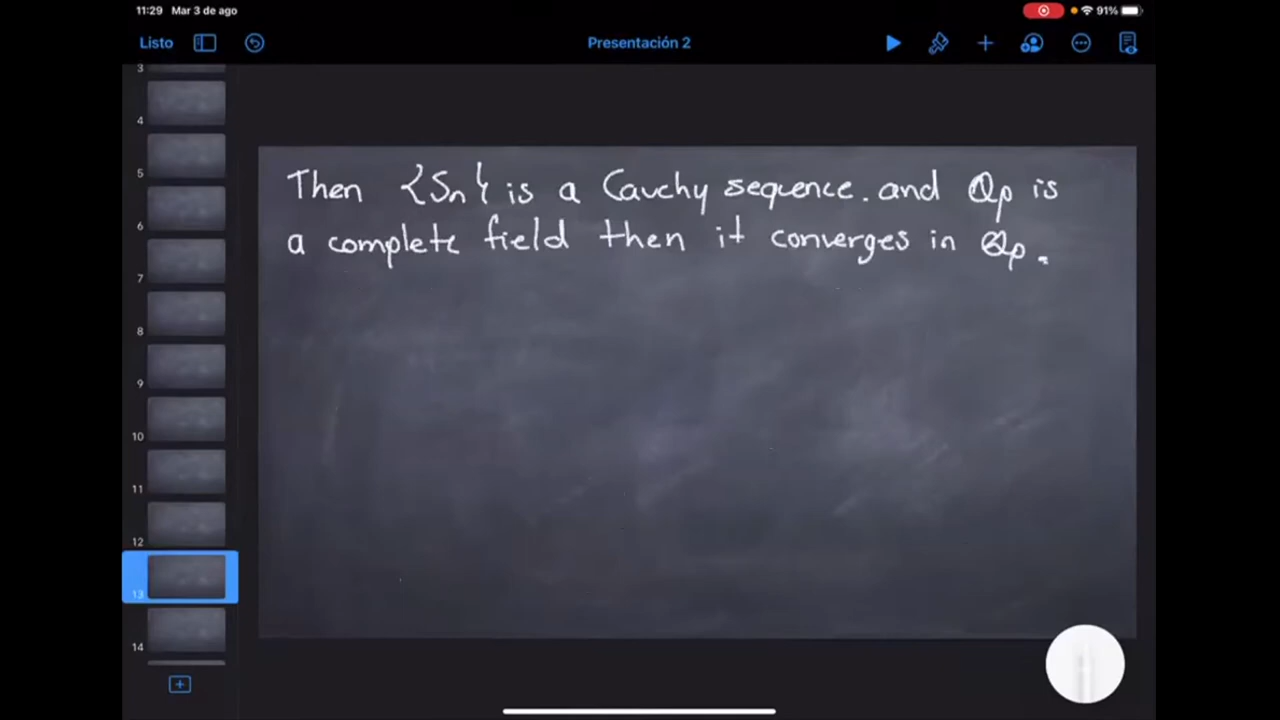 11:29 Mar 3 de ago
91%
Listo
Presentación 2
3
4
5
6
7
8
9
10
11
12
13
14
Then {Sn} is a Cauchy sequence. and Qp is
a complete field then it converges in Qp.